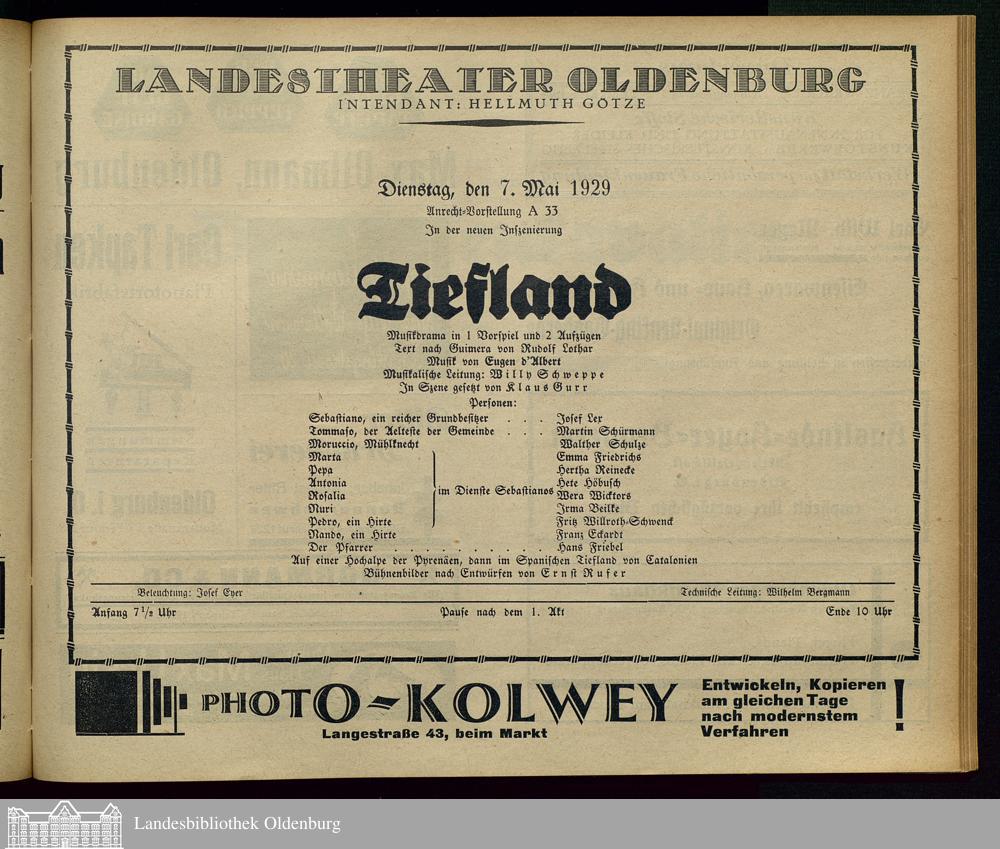 LANDESTHEATER OLDENBURG
INTENDANT: HELLMUTH GÖTZE
Dienstag, den 7. Mai 1929
Anrecht-Vorstellung A 33
In der neuen Inszenierung
Tiefland
Musikdrama in 1 Vorspiel und 2 Aufzügen
Text nach Guimera von Rudolf Lothar
Musik von Eugen d'Albert
Musikalische Leitung: Willy Schweppe
In Szene gesetzt von Klaus Gurr
Personen:
Sebastiano, ein reicher Grundbesitzer . . . Josef Lex
Tommaso, der Aelteste der Gemeinde . . . Martin Schürmann
Moruccio, Mühlknecht Walther Schulze
Marta Emma Friedrichs
Pepa Hertha Reinecke
Antonia Hete Höbusch
im Dienste Sebastianos
Rosalia Wera Wicktors
Nuri Irma Beilke
Pedro, ein Hirte Fritz Willroth-Schwenck
Nando, ein Hirte Franz Eckardt
Der Pfarrer . . . . . . . . . . Hans Friebel
Auf einer Hochalpe der Pyrenäen, dann im Spanischen Tiefland von Catalonien
Bühnenbilder nach Entwürfen von Ernst Rufer
Beleuchtung: Josef Eyer Technische Leitung: Wilhelm Bergmann
Anfang 7 1/2 Uhr Pause nach dem 1. Akt Ende 10 Uhr
PHOTO-KOLWEY
Langestraße 43, beim Markt
Entwickeln, Kopieren
am gleichen Tage
nach modernstem
Verfahren !
Landesbibliothek Oldenburg